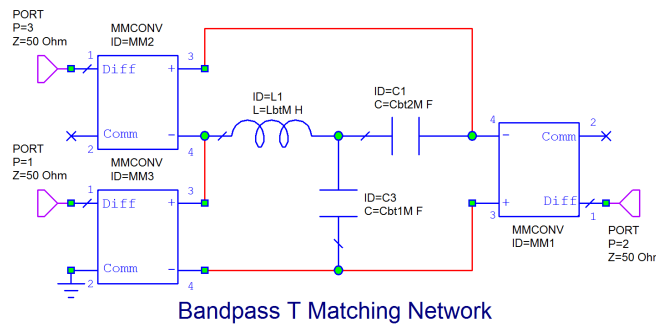 PORT
P=3
Z=50 Ohm
MMCONV
ID=MM2
1
3
Diff
+
Comm
−
2
4
PORT
P=1
Z=50 Ohm
MMCONV
ID=MM3
1
3
Diff
+
Comm
−
2
4
ID=L1
L=LbtM H
ID=C1
C=Cbt2M F
ID=C3
C=Cbt1M F
4
2
−
Comm
+
Diff
3
1
MMCONV
ID=MM1
PORT
P=2
Z=50 Ohm
Bandpass T Matching Network